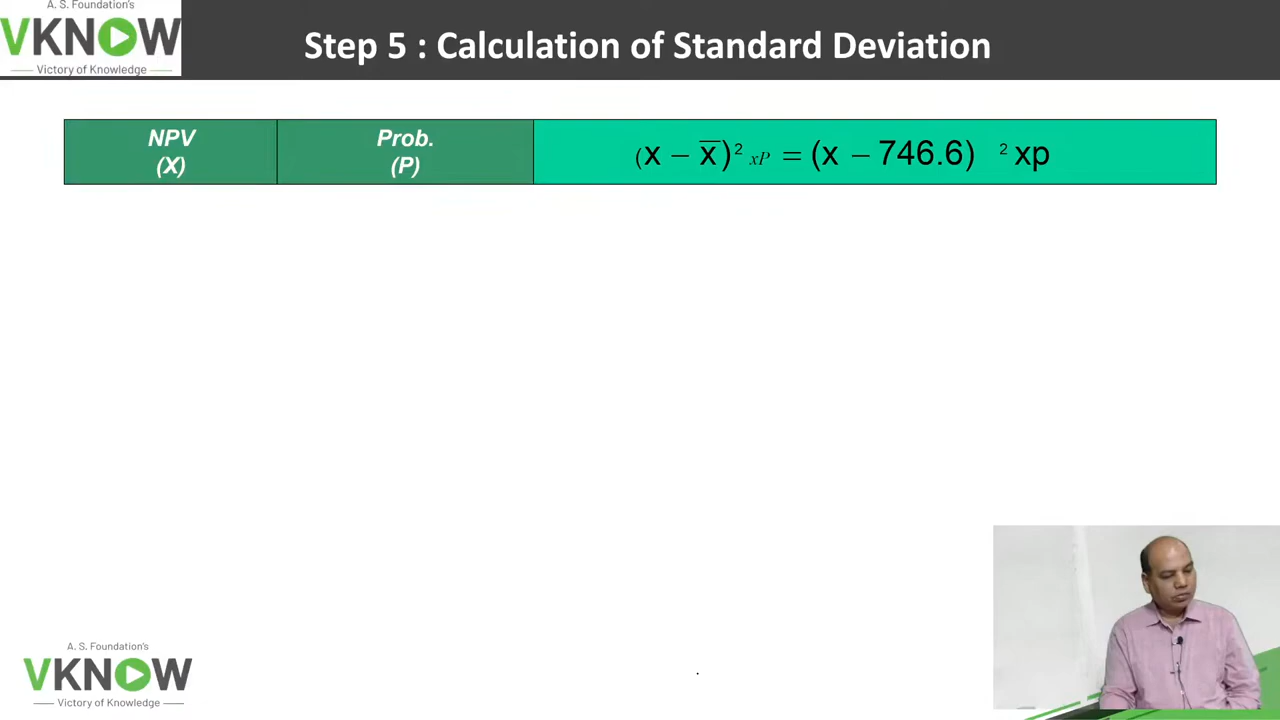 A. S. Foundation's
VKNOW
Victory of Knowledge
Step 5 : Calculation of Standard Deviation
NPV
(X)
Prob.
(P)
(x − x̅)² xP = (x − 746.6) ² xp
A. S. Foundation's
VKNOW
Victory of Knowledge